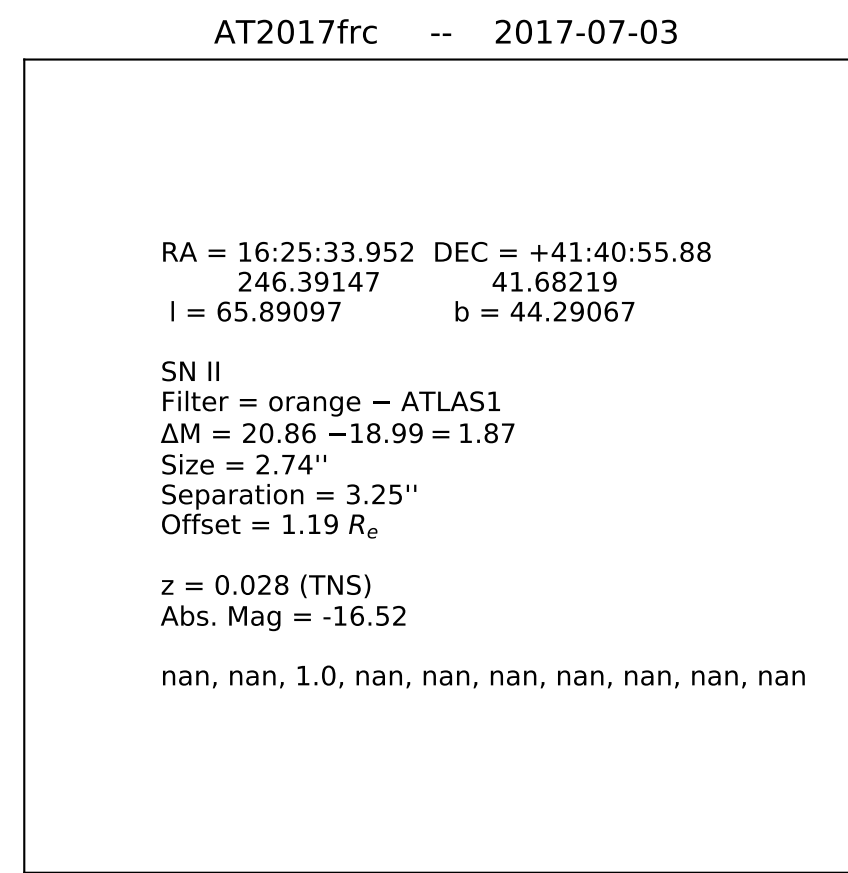 AT2017frc -- 2017-07-03
RA = 16:25:33.952 DEC = +41:40:55.88
246.39147 41.68219
l = 65.89097 b = 44.29067
SN II
Filter = orange − ATLAS1
ΔM = 20.86 −18.99 = 1.87
Size = 2.74''
Separation = 3.25''
Offset = 1.19 Rₑ
z = 0.028 (TNS)
Abs. Mag = -16.52
nan, nan, 1.0, nan, nan, nan, nan, nan, nan, nan